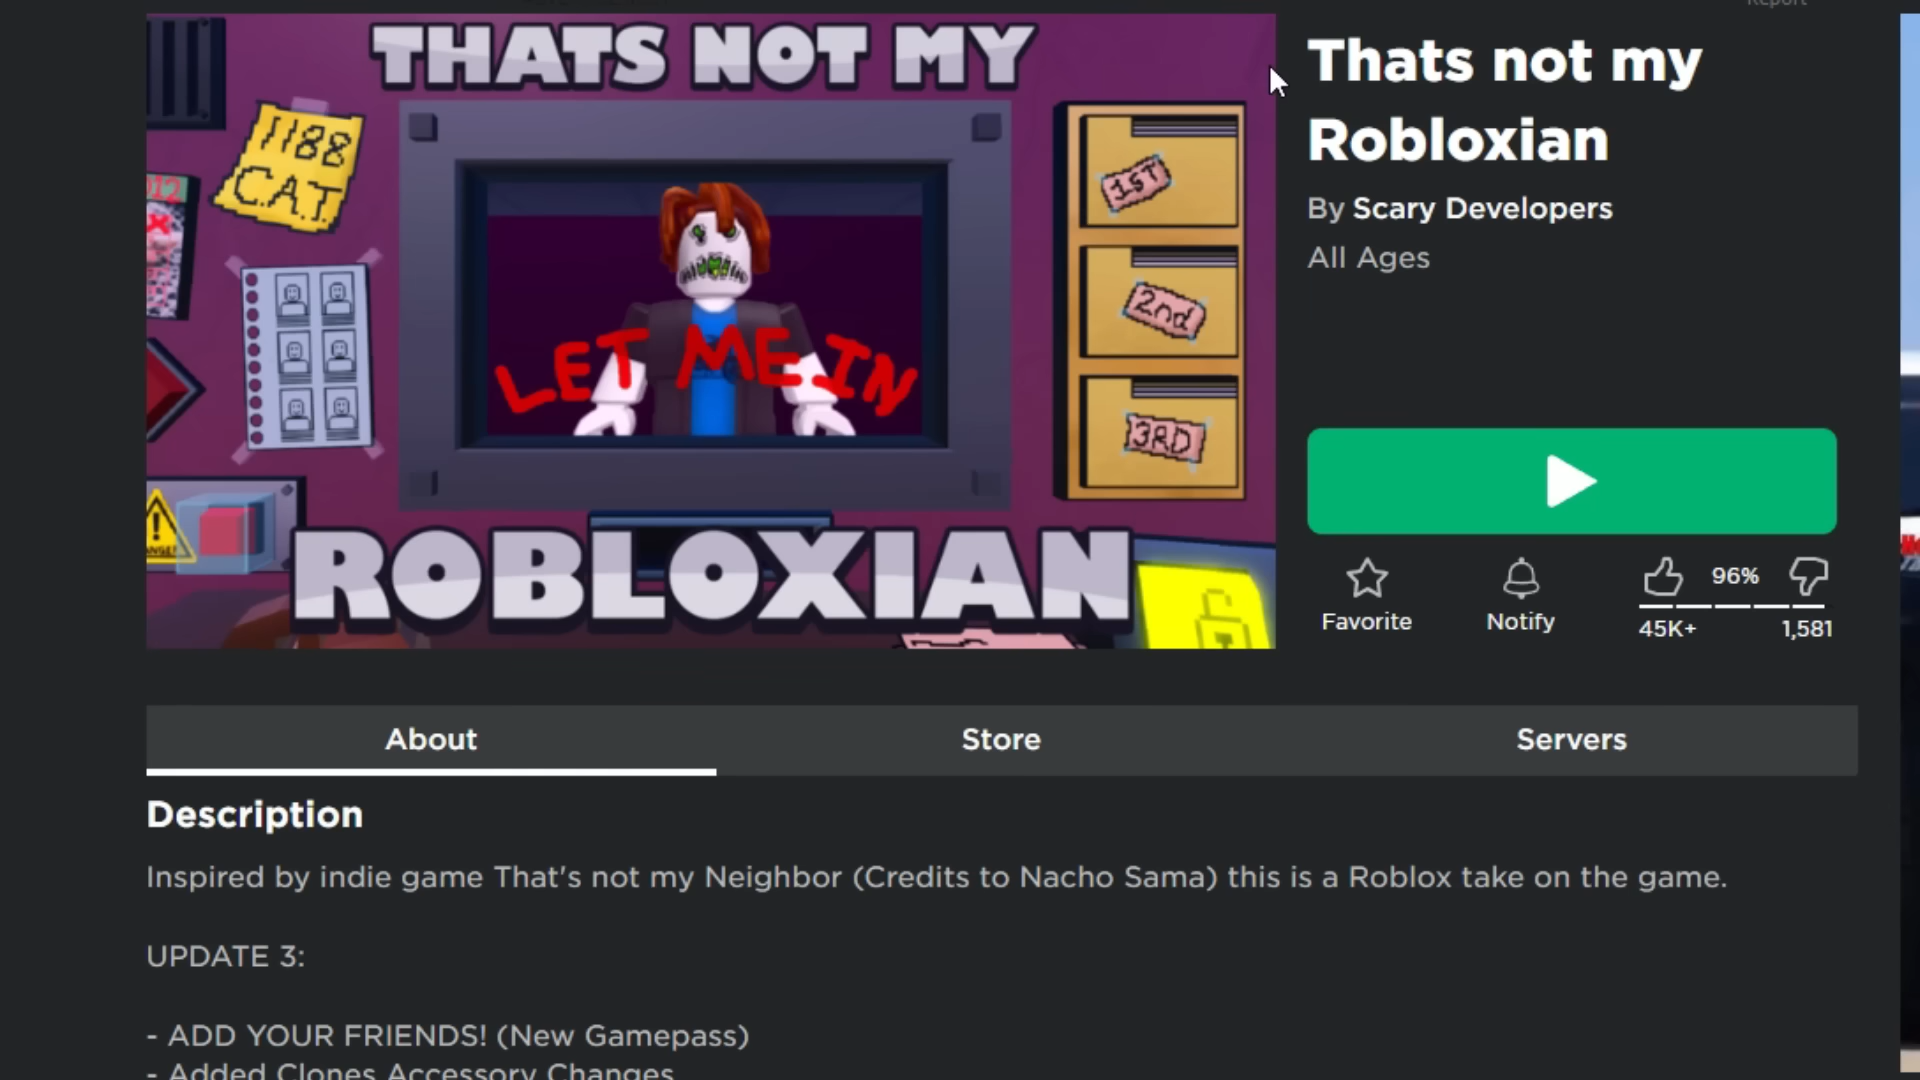 Report
THATS NOT MY
1188
C.A.T.
012
1ST
2nd
3RD
LET ME IN
ROBLOXIAN
Thats not my
Robloxian
By Scary Developers
All Ages
96%
Favorite
Notify
45K+
1,581
About
Store
Servers
Description
Inspired by indie game That's not my Neighbor (Credits to Nacho Sama) this is a Roblox take on the game.
UPDATE 3:
- ADD YOUR FRIENDS! (New Gamepass)
- Added Clones Accessory Changes